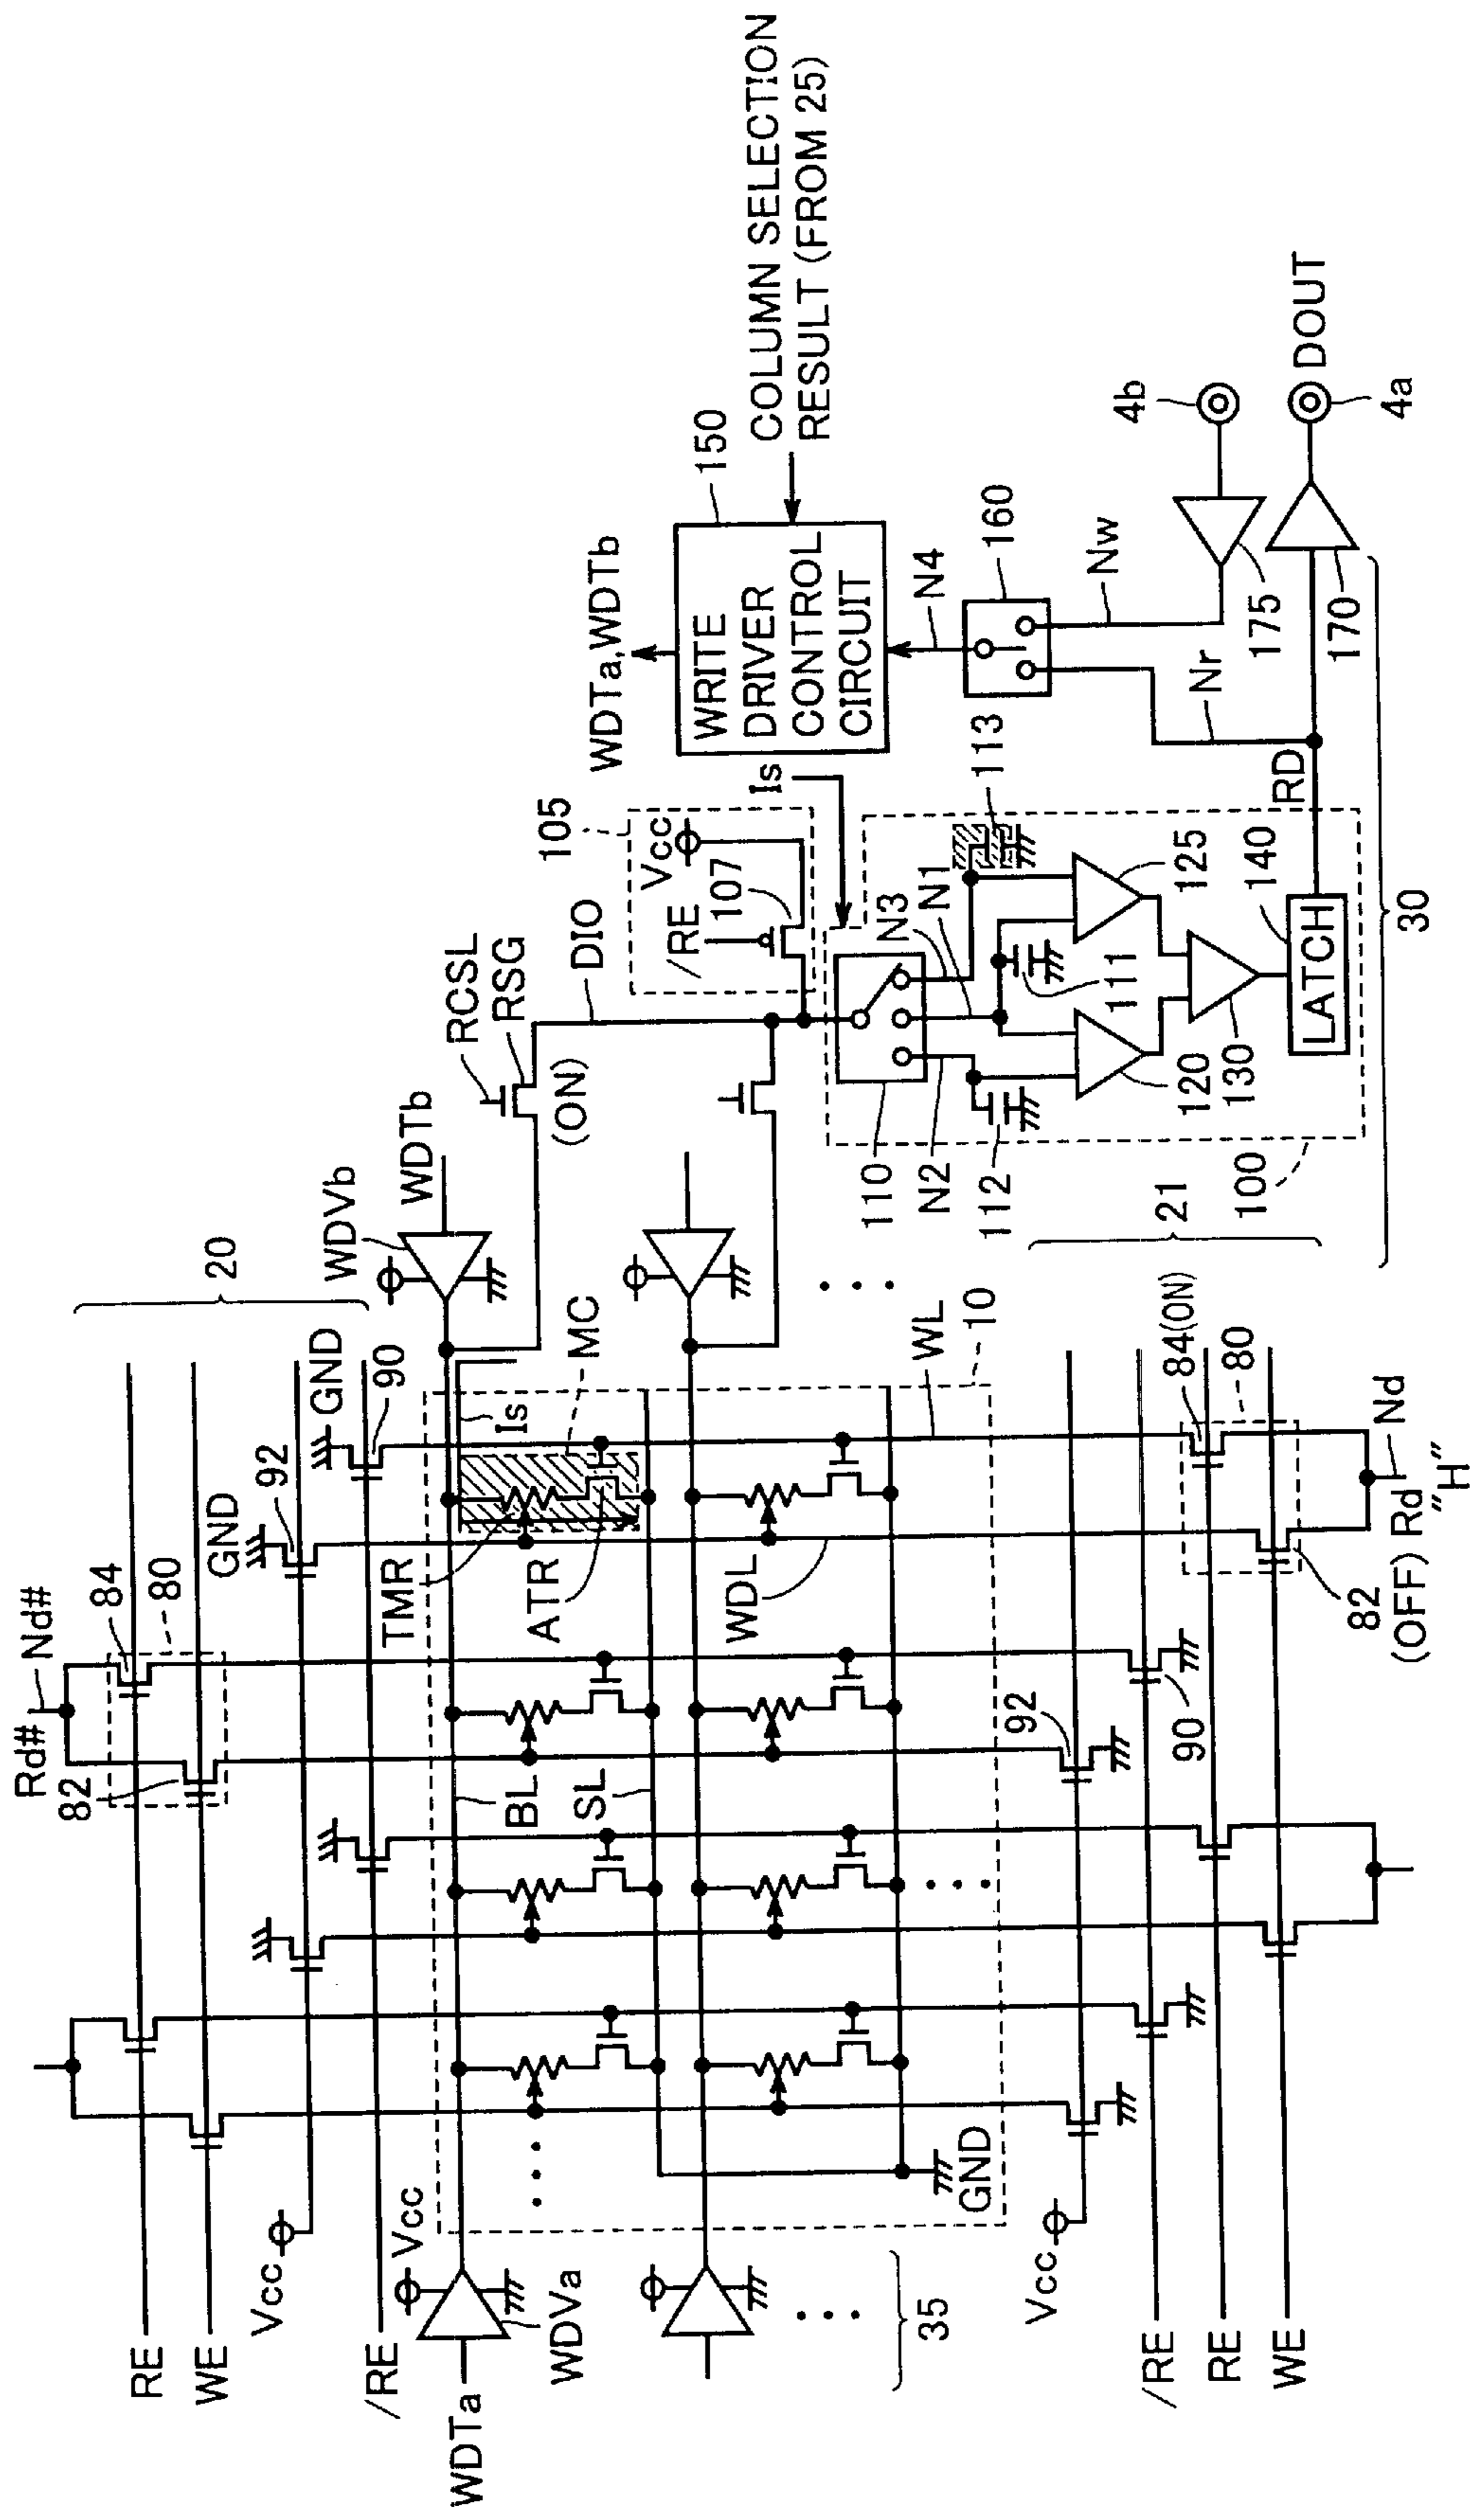 Rd#
Nd#
82
84
80
20
RE
WE
Vcc
/RE
GND
92
GND
90
WDTa
Vcc
WDVa
35
BL
SL
TMR
ATR
WDL
Is
MC
WL
10
GND
WDVb
WDTb
RCSL
RSG
(ON)
DIO
105
Vcc
/RE
107
Is
WDTa,WDTb
WRITE
DRIVER
CONTROL
CIRCUIT
150
COLUMN SELECTION
RESULT (FROM 25)
N4
160
Nw
Nr
4b
175
170
DOUT
4a
RD
113
N3
N1
110
N2
112
111
120
125
130
140
LATCH
100
21
30
Vcc
92
90
/RE
RE
WE
84(ON)
80
82
(OFF)
Rd
Nd
"H"